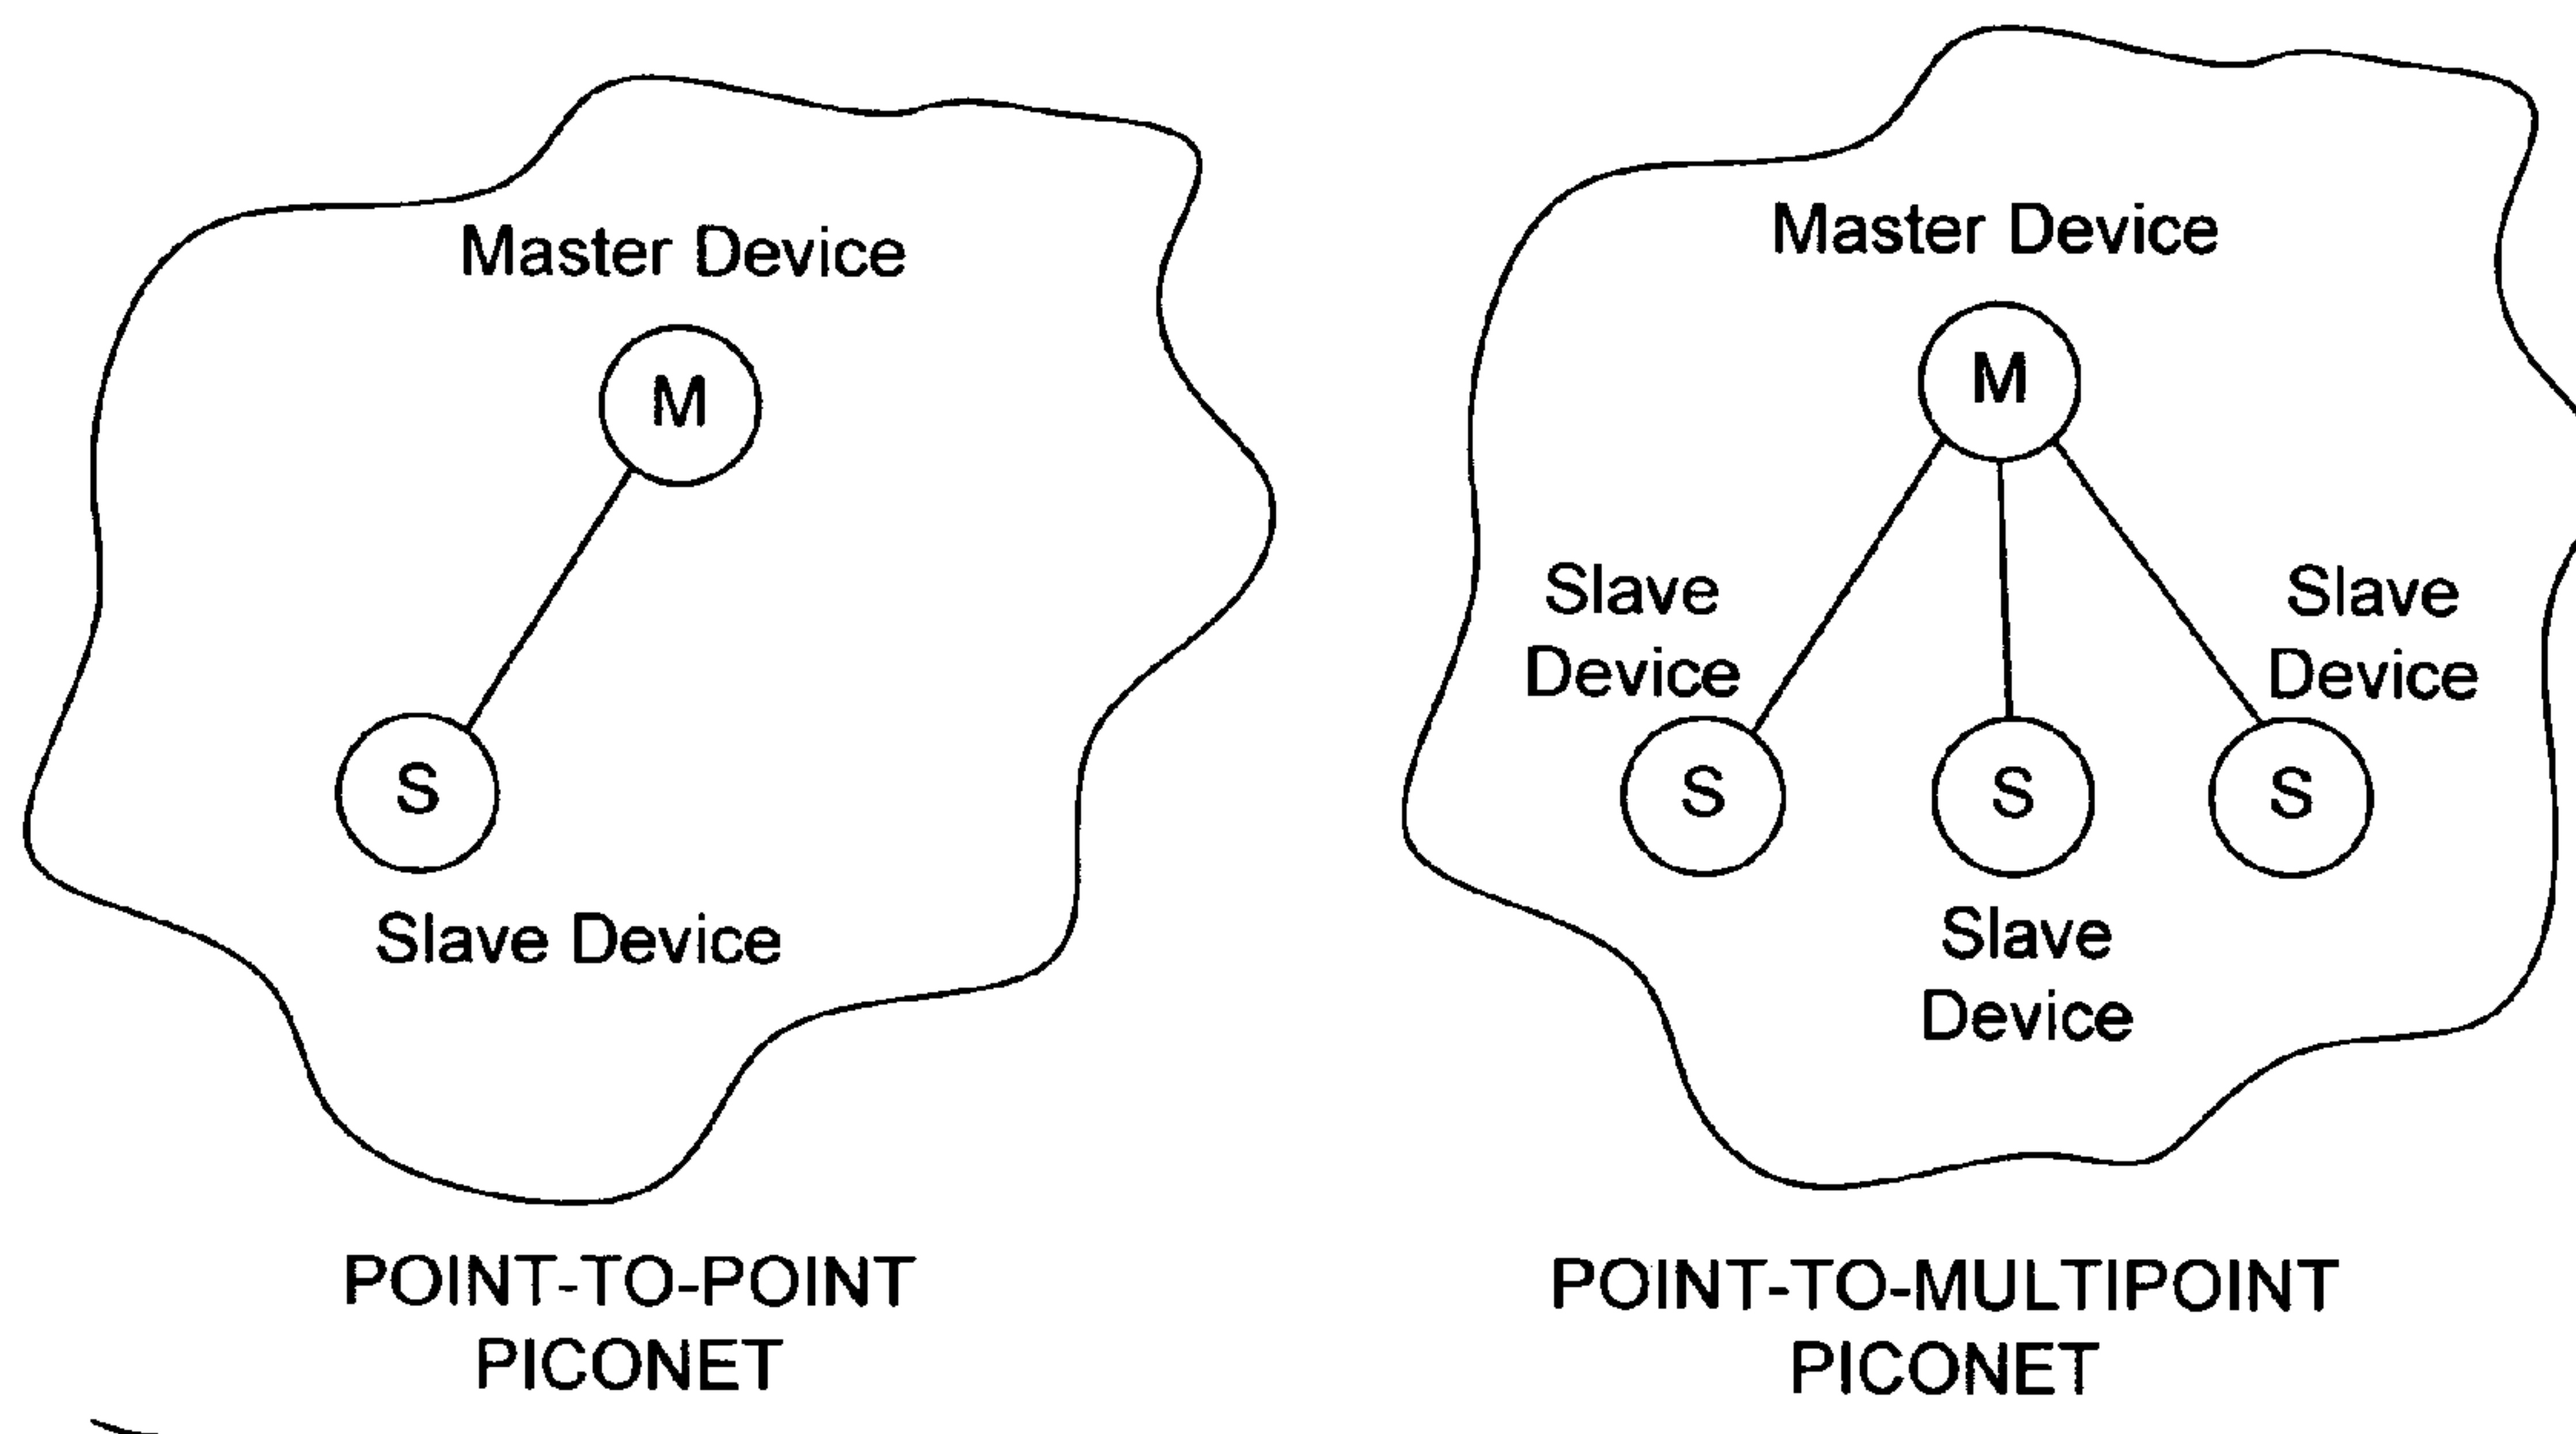 Master Device
M
S
Slave Device
POINT-TO-POINT
PICONET
Master Device
M
Slave
Device
Slave
Device
S
S
S
Slave
Device
POINT-TO-MULTIPOINT
PICONET